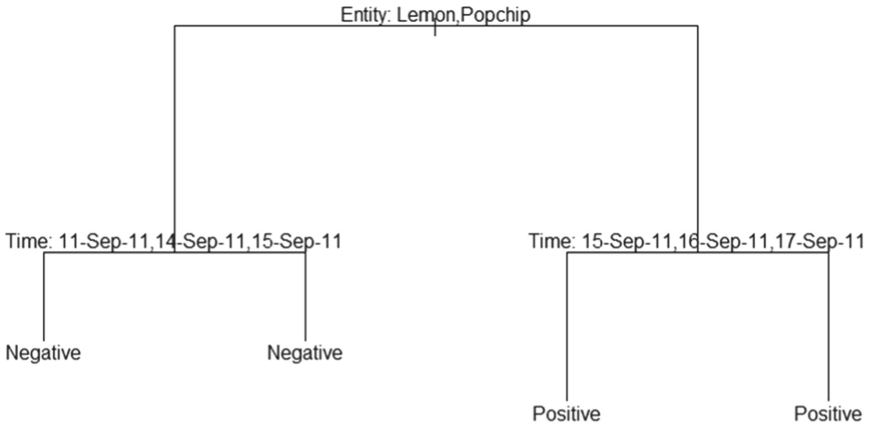 Entity: Lemon,Popchip
Time: 11-Sep-11,14-Sep-11,15-Sep-11
Time: 15-Sep-11,16-Sep-11,17-Sep-11
Negative
Negative
Positive
Positive